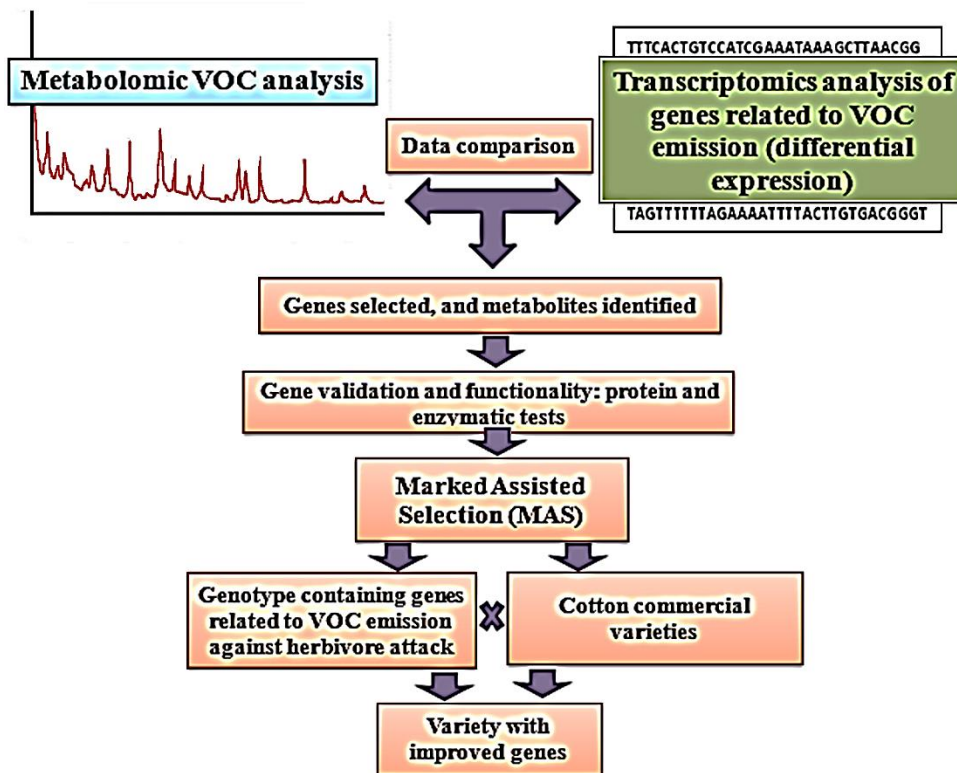 Metabolomic VOC analysis
TTTCACTGTCCATCGAAATAAAGCTTAACGG
Transcriptomics analysis of
genes related to VOC
emission (differential
expression)
TAGTTTTTTAGAAAATTTTACTTGTGACGGGT
Data comparison
Genes selected, and metabolites identified
Gene validation and functionality: protein and
enzymatic tests
Marked Assisted
Selection (MAS)
Genotype containing genes
related to VOC emission
against herbivore attack
X
Cotton commercial
varieties
Variety with
improved genes